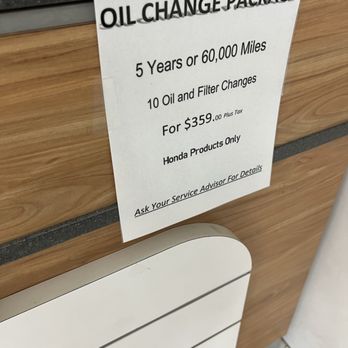 OIL CHANGE PACKAGE
5 Years or 60,000 Miles
10 Oil and Filter Changes
For $359.00 Plus Tax
Honda Products Only
Ask Your Service Advisor For Details